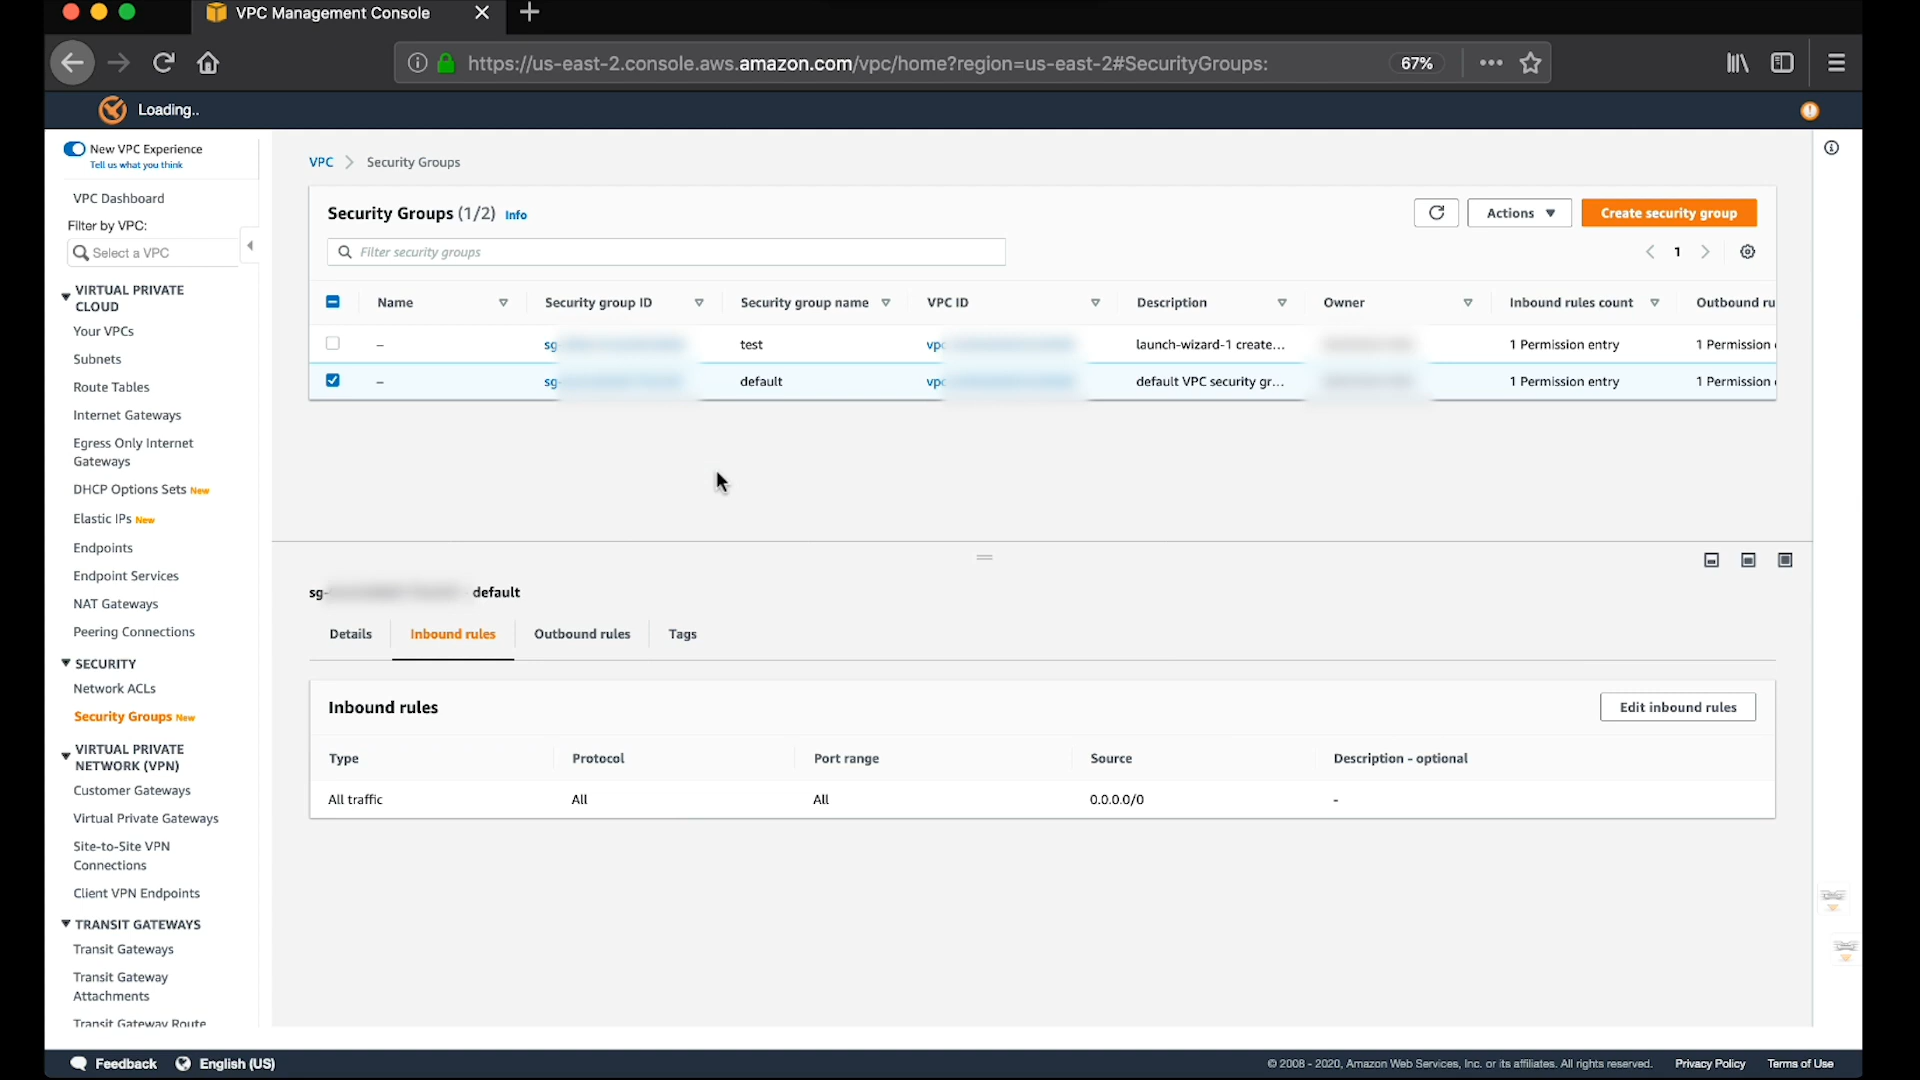 VPC Management Console
https://us-east-2.console.aws.amazon.com/vpc/home?region=us-east-2#SecurityGroups:
67%
Loading..
New VPC Experience
Tell us what you think
VPC Dashboard
Filter by VPC:
Select a VPC
VIRTUAL PRIVATE
CLOUD
Your VPCs
Subnets
Route Tables
Internet Gateways
Egress Only Internet
Gateways
DHCP Options Sets New
Elastic IPs New
Endpoints
Endpoint Services
NAT Gateways
Peering Connections
SECURITY
Network ACLs
Security Groups New
VIRTUAL PRIVATE
NETWORK (VPN)
Customer Gateways
Virtual Private Gateways
Site-to-Site VPN
Connections
Client VPN Endpoints
TRANSIT GATEWAYS
Transit Gateways
Transit Gateway
Attachments
Transit Gateway Route
VPC > Security Groups
Security Groups (1/2) Info
Actions
Create security group
Filter security groups
1
Name Security group ID Security group name VPC ID Description Owner Inbound rules count Outbound ru
– sg test vpc launch-wizard-1 create... 1 Permission entry 1 Permission
– sg- default vpc default VPC security gr... 1 Permission entry 1 Permission
sg- default
Details Inbound rules Outbound rules Tags
Inbound rules
Edit inbound rules
Type Protocol Port range Source Description - optional
All traffic All All 0.0.0.0/0 -
Feedback English (US)
© 2008 - 2020, Amazon Web Services, Inc. or its affiliates. All rights reserved. Privacy Policy Terms of Use